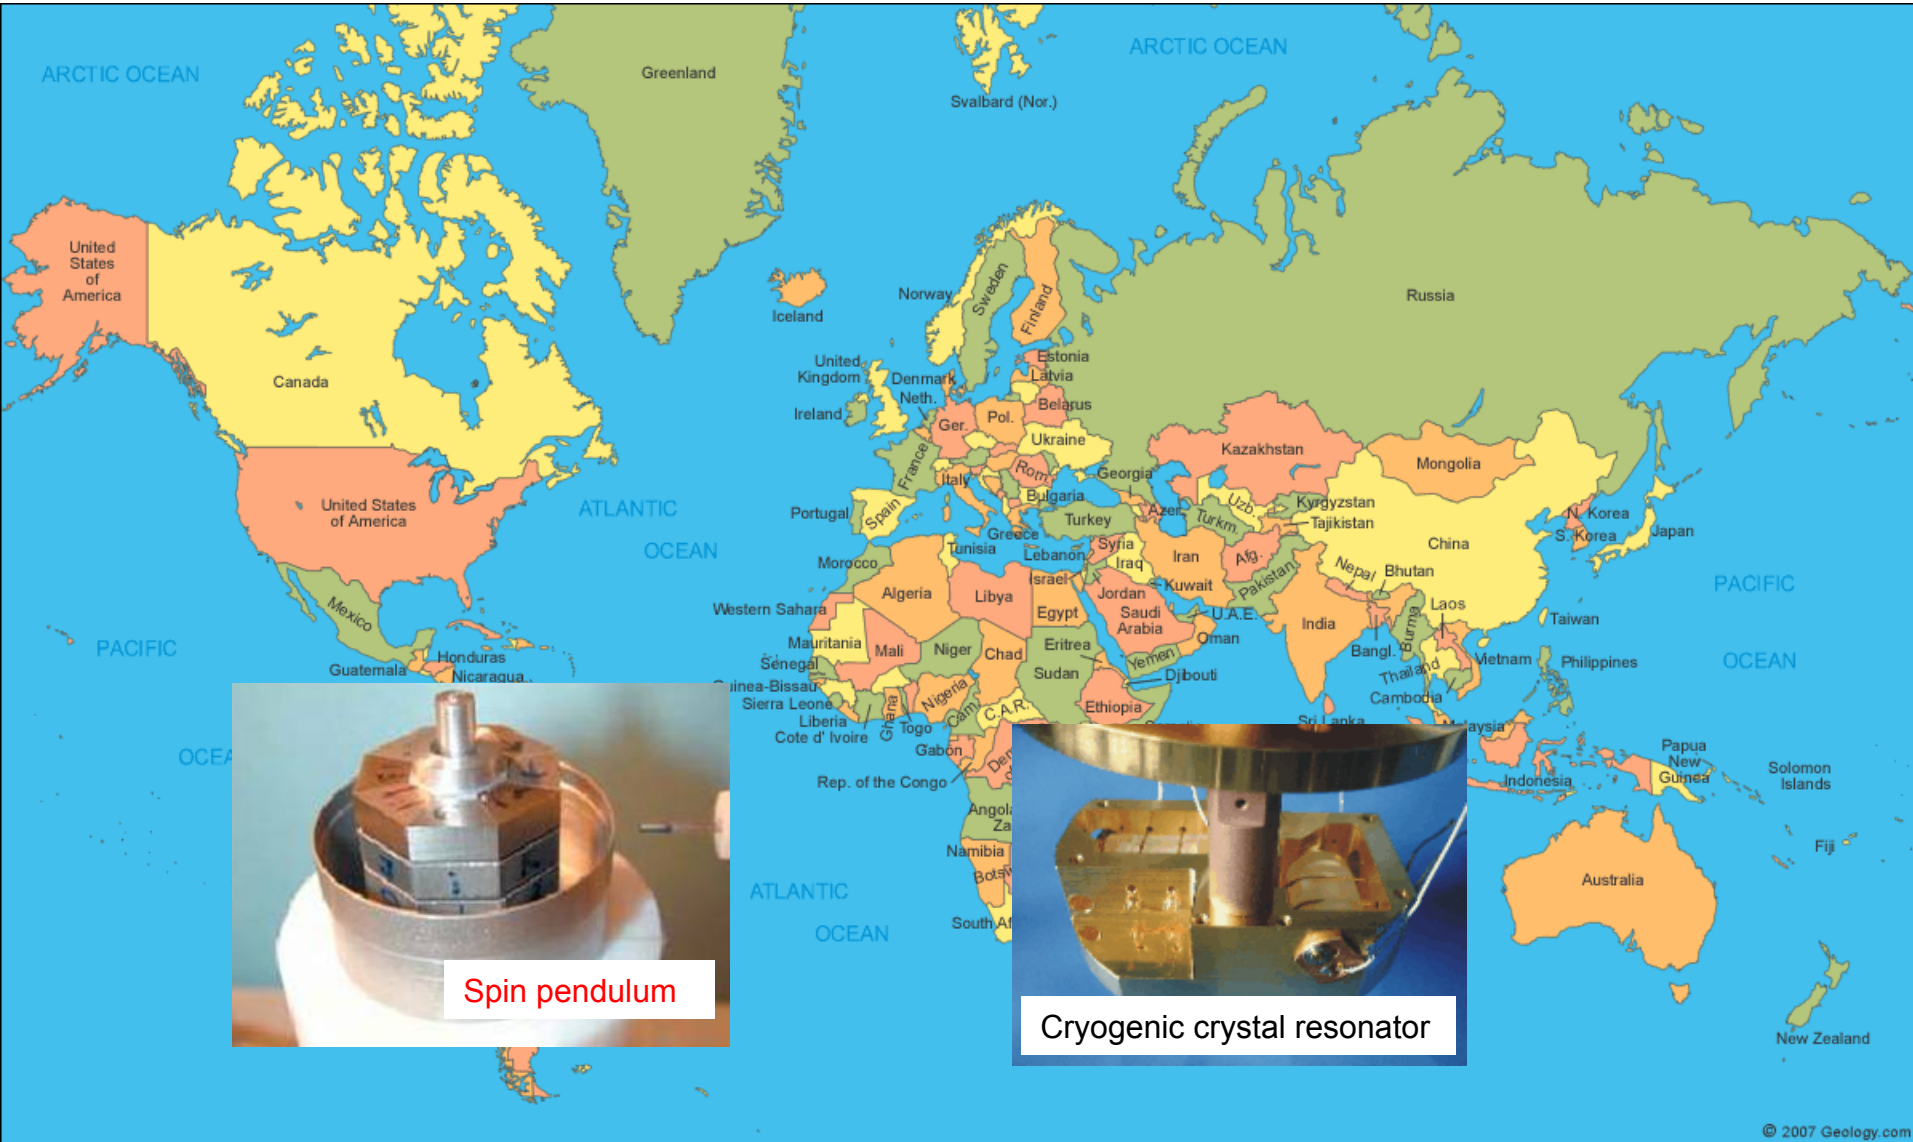 ARCTIC OCEAN
ARCTIC OCEAN
Greenland
Svalbard (Nor.)
United
States
of
America
Canada
Iceland
Norway
Sweden
Finland
Russia
United
Kingdom
Ireland
Denmark
Neth.
Estonia
Latvia
Belarus
Ger.
Pol.
Ukraine
France
Rom.
Italy
Bulgaria
Georgia
Kazakhstan
Mongolia
United States
of America
ATLANTIC
OCEAN
Portugal
Spain
Greece
Turkey
Azer.
Turkm.
Uzb.
Kyrgyzstan
Tajikistan
China
N. Korea
S. Korea
Japan
Morocco
Tunisia
Lebanon
Syria
Iraq
Iran
Afg.
Pakistan
Nepal
Bhutan
Israel
Kuwait
Jordan
Algeria
Libya
Egypt
Saudi
Arabia
U.A.E.
Oman
India
Bangl.
Burma
Laos
Taiwan
PACIFIC
OCEAN
Western Sahara
Mauritania
Mali
Niger
Chad
Sudan
Eritrea
Yemen
Djibouti
Ethiopia
Mexico
Guatemala
Honduras
Nicaragua
PACIFIC
Senegal
Sierra Leone
Liberia
Cote d' Ivoire
Ghana
Togo
Nigeria
Cam.
C.A.R.
Gabon
Rep. of the Congo
Thailand
Vietnam
Cambodia
Philippines
Sri Lanka
Indonesia
Papua
New
Guinea
Solomon
Islands
Namibia
ATLANTIC
OCEAN
Australia
Fiji
New Zealand
Spin pendulum
Cryogenic crystal resonator
© 2007 Geology.com